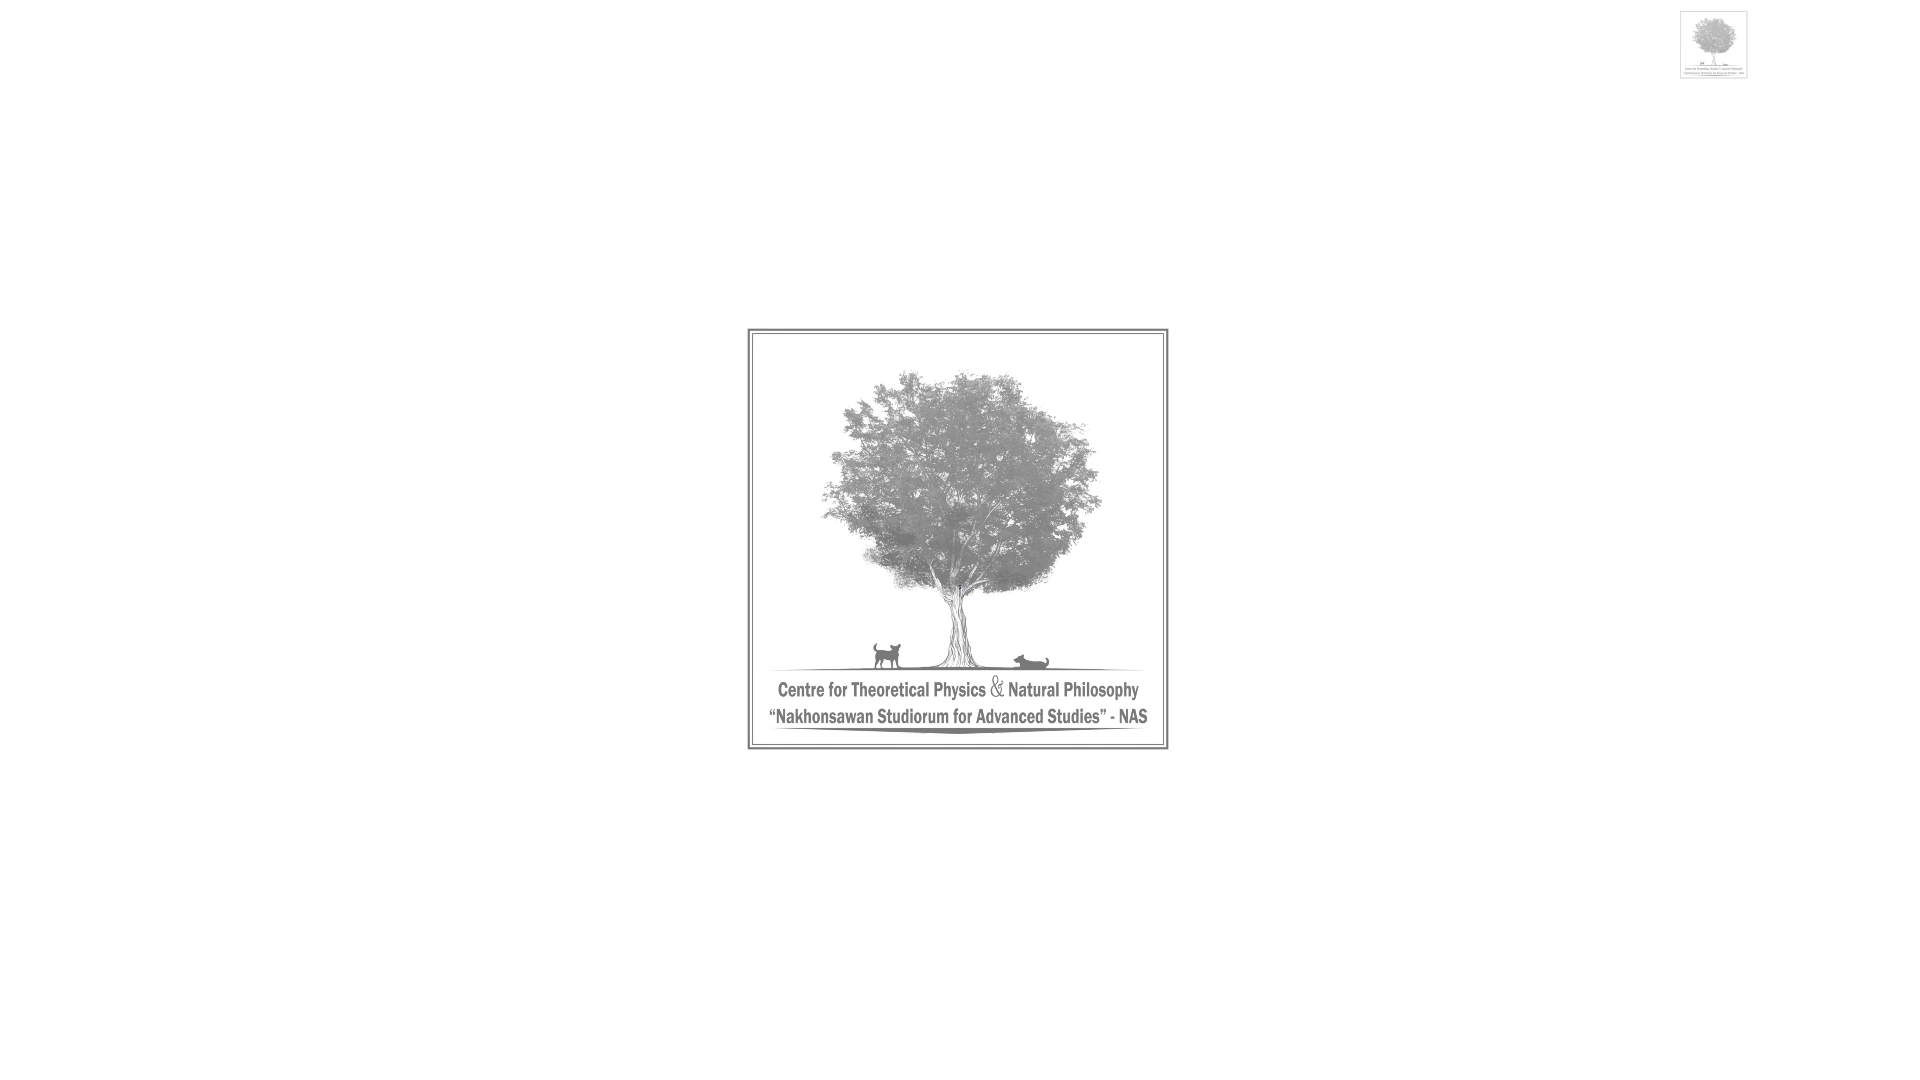 Centre for Theoretical Physics & Natural Philosophy
“Nakhonsawan Studiorum for Advanced Studies” - NAS